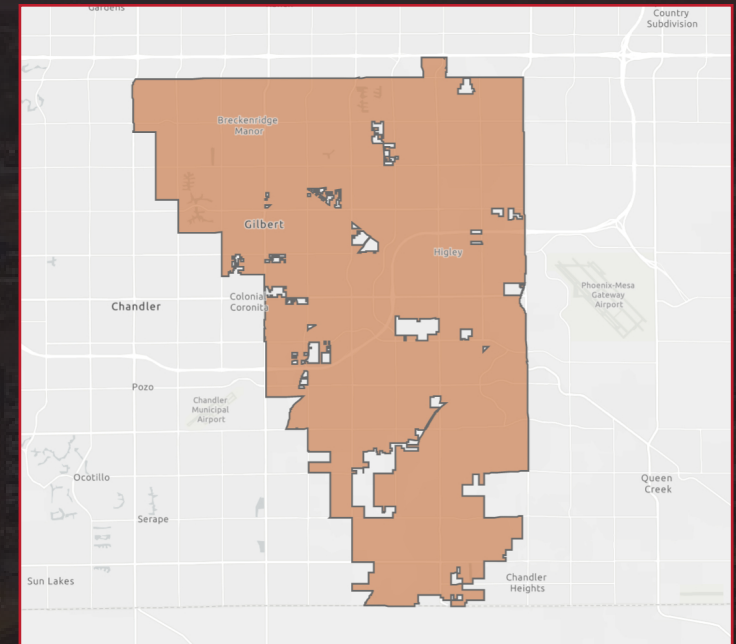 Gardens
Country
Subdivision
Breckenridge
Manor
Gilbert
Higley
Phoenix-Mesa
Gateway
Airport
Colonia
Coronita
Chandler
Pozo
Chandler
Municipal
Airport
Ocotillo
Queen
Creek
Serape
Sun Lakes
Chandler
Heights